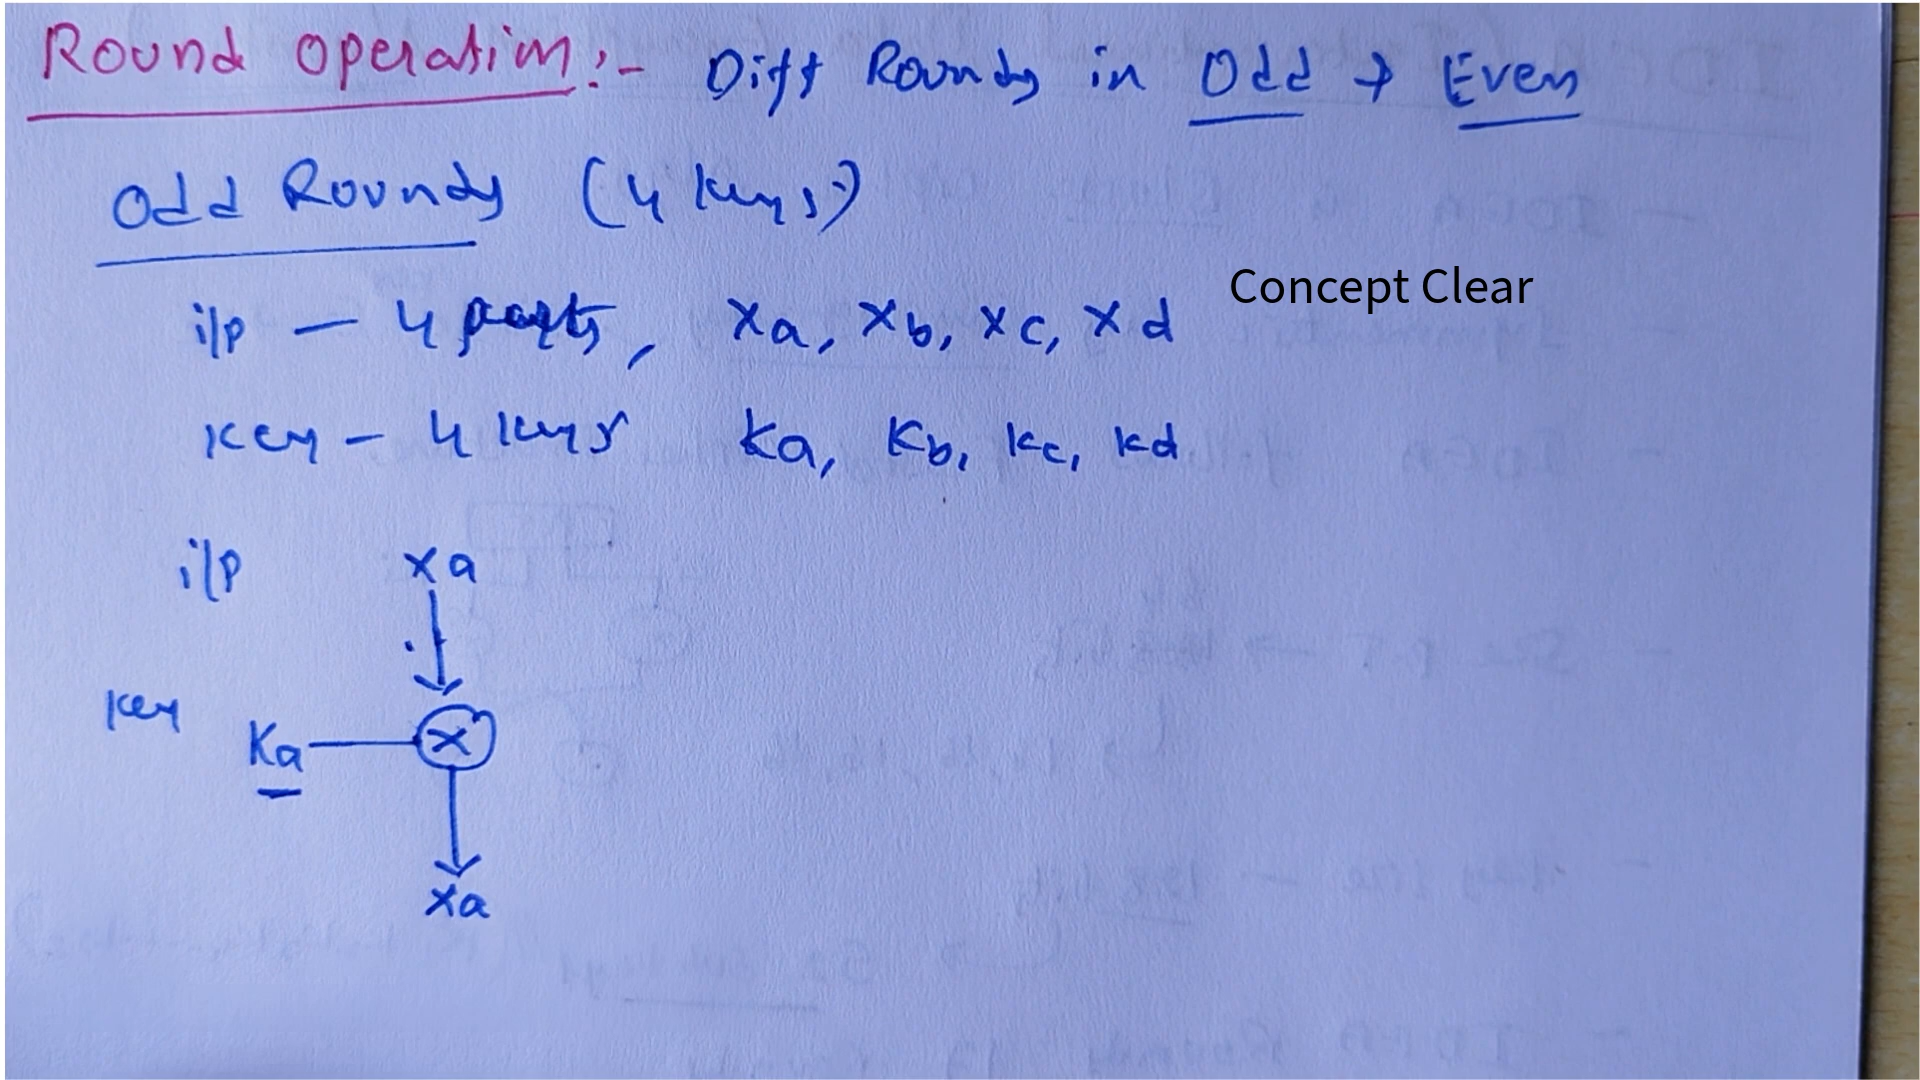 Round Operation :- Diff Rounds in Odd → Even
Odd Rounds (4 keys)
Concept Clear
i/p — 4 parts, Xa, Xb, Xc, Xd
key - 4 keys Ka, Kb, Kc, Kd
i/p Xa
key
Ka X
Xa